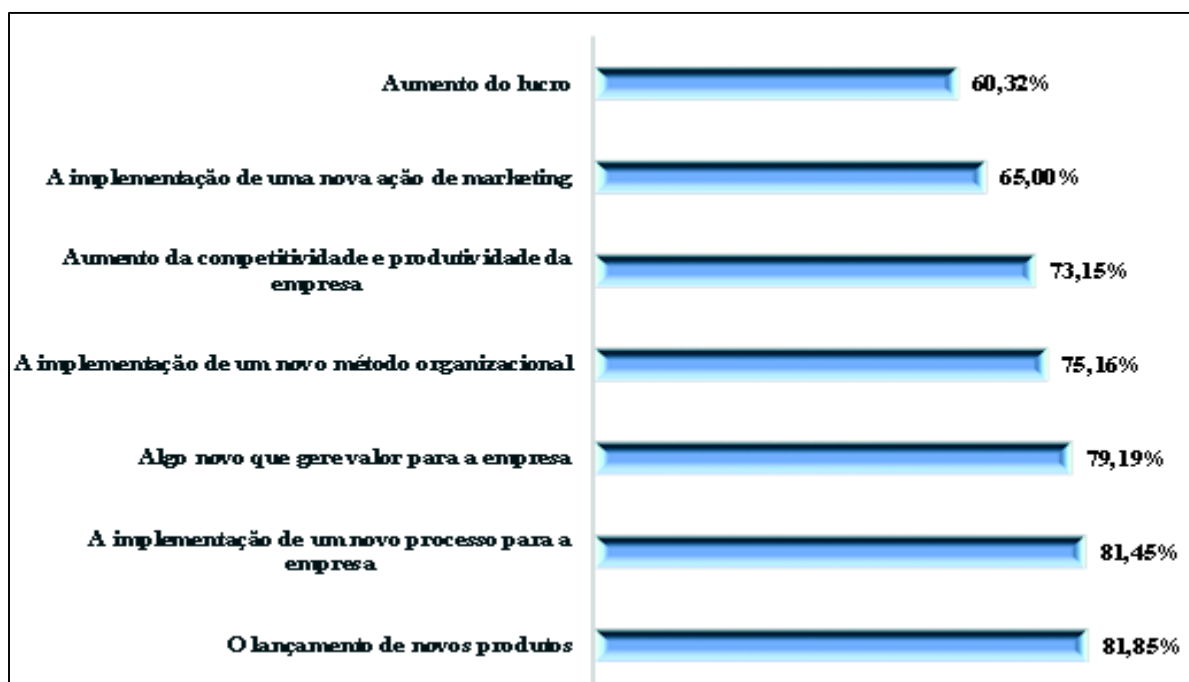 Aumento do lucro
60,32%
A implementação de uma nova ação de marketing
65,00%
Aumento da competitividade e produtividade da
empresa
73,15%
A implementação de um novo método organizacional
75,16%
Algo novo que gere valor para a empresa
79,19%
A implementação de um novo processo para a
empresa
81,45%
O lançamento de novos produtos
81,85%